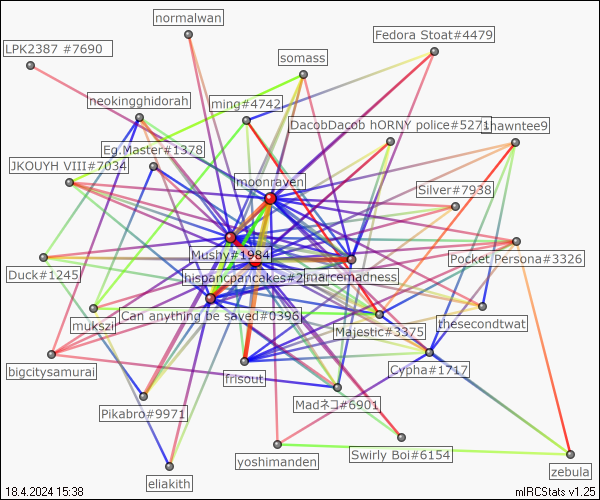 normalwan
LPK2387 #7690
Fedora Stoat#4479
somass
neokingghidorah
ming#4742
DacobDacob hORNY police#5271
hawntee9
Eg.Master#1378
JKOUYH VIII#7034
moonraven
Silver#7938
Mushy#1984
Pocket Persona#3326
Duck#1245
hispancpancakes#2
marcemadness
mukszi
Can anything be saved#0396
Majestic#3375
thesecondtwat
bigcitysamurai
frisout
Cypha#1717
Pikabro#9971
Madネコ#6901
yoshimanden
Swirly Boi#6154
zebula
eliakith
18.4.2024 15:38
mIRCStats v1.25